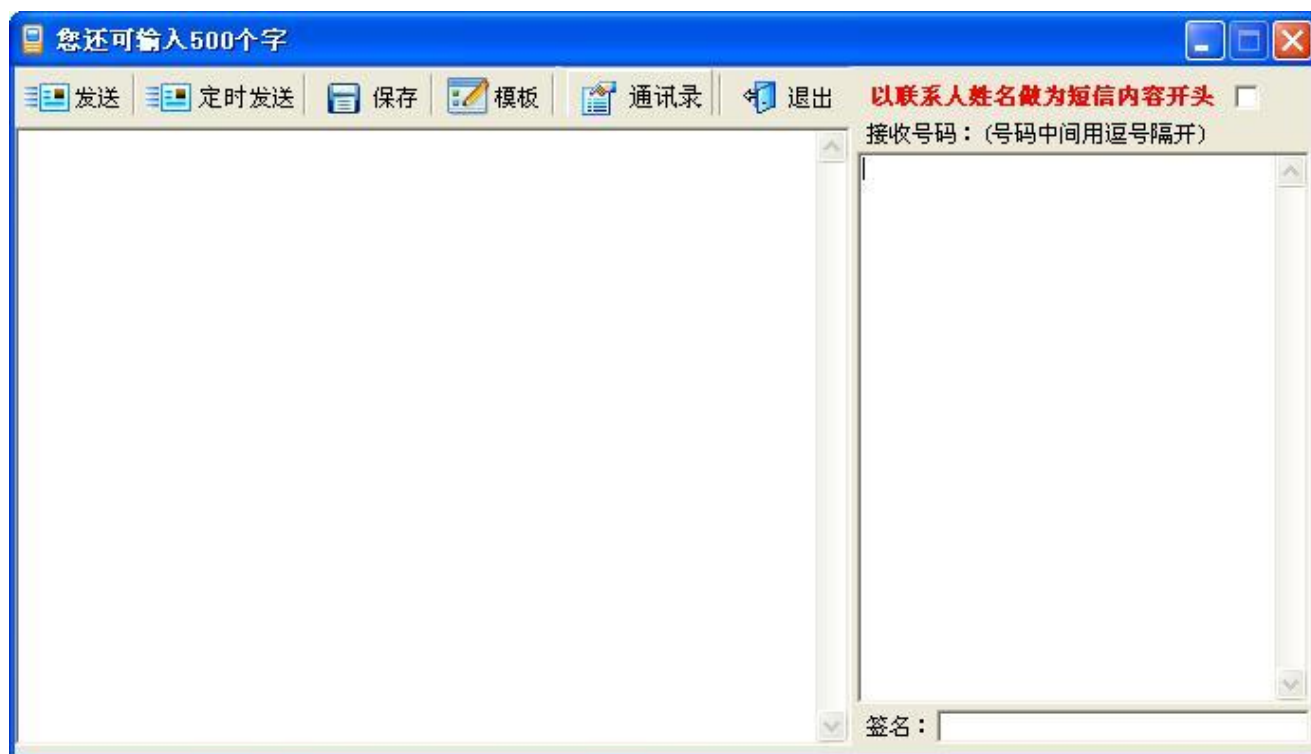 您还可输入500个字
发送 定时发送 保存 模板 通讯录 退出
以联系人姓名做为短信内容开头
接收号码：(号码中间用逗号隔开)
签名：